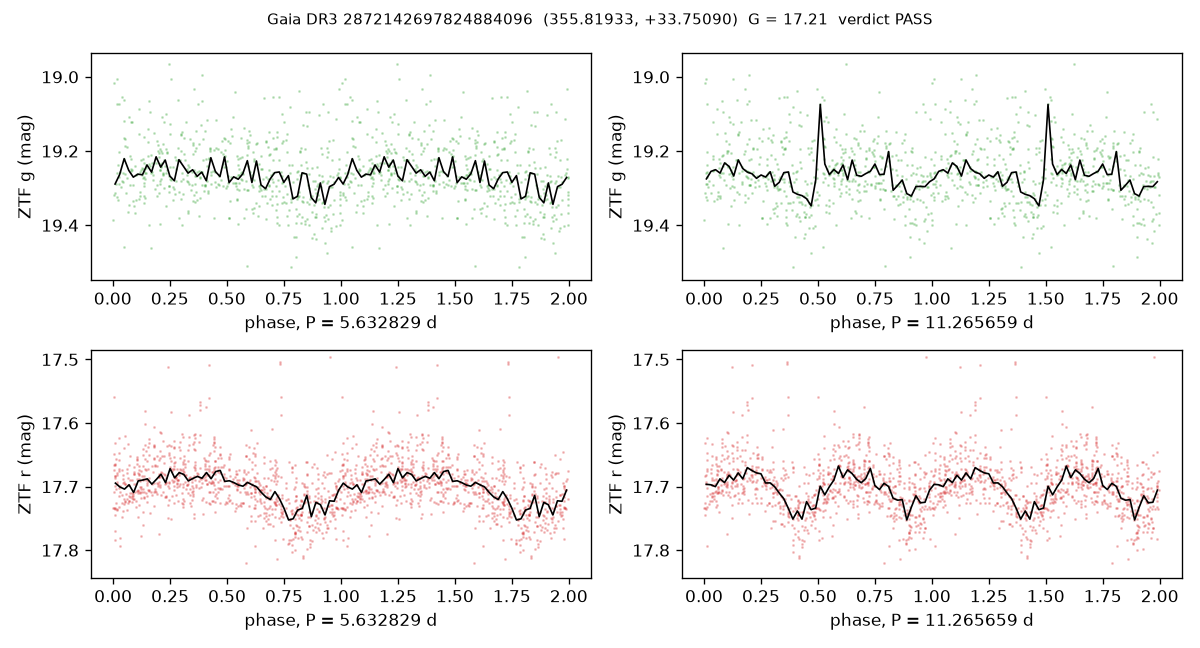 Gaia DR3 2872142697824884096 (355.81933, +33.75090) G = 17.21 verdict PASS
ZTF g (mag)
19.0
19.2
19.4
0.00 0.25 0.50 0.75 1.00 1.25 1.50 1.75 2.00
phase, P = 5.632829 d
ZTF g (mag)
19.0
19.2
19.4
0.00 0.25 0.50 0.75 1.00 1.25 1.50 1.75 2.00
phase, P = 11.265659 d
ZTF r (mag)
17.5
17.6
17.7
17.8
0.00 0.25 0.50 0.75 1.00 1.25 1.50 1.75 2.00
phase, P = 5.632829 d
ZTF r (mag)
17.5
17.6
17.7
17.8
0.00 0.25 0.50 0.75 1.00 1.25 1.50 1.75 2.00
phase, P = 11.265659 d